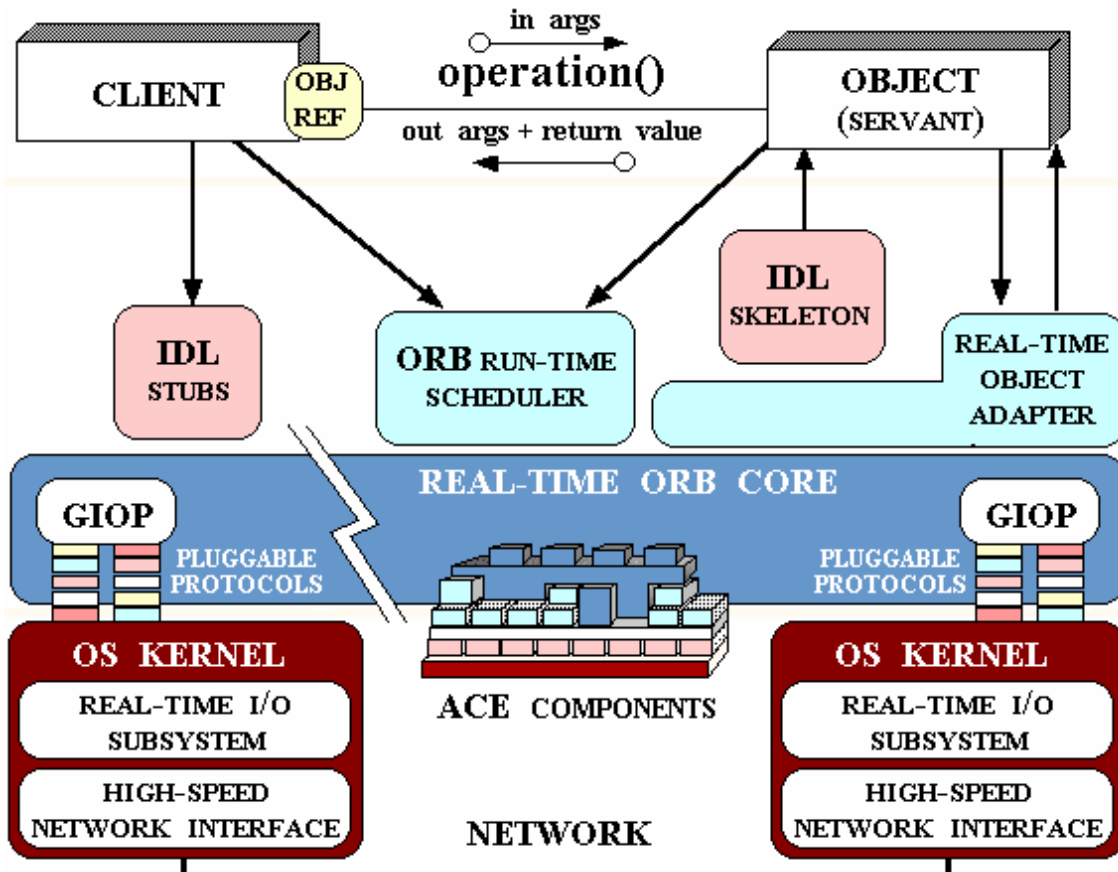 in args
CLIENT
OBJ
REF
operation()
OBJECT
(SERVANT)
out args + return value
IDL
STUBS
ORB RUN-TIME
SCHEDULER
IDL
SKELETON
REAL-TIME
OBJECT
ADAPTER
REAL-TIME ORB CORE
GIOP
PLUGGABLE
PROTOCOLS
PLUGGABLE
PROTOCOLS
GIOP
OS KERNEL
REAL-TIME I/O
SUBSYSTEM
HIGH-SPEED
NETWORK INTERFACE
ACE COMPONENTS
NETWORK
OS KERNEL
REAL-TIME I/O
SUBSYSTEM
HIGH-SPEED
NETWORK INTERFACE